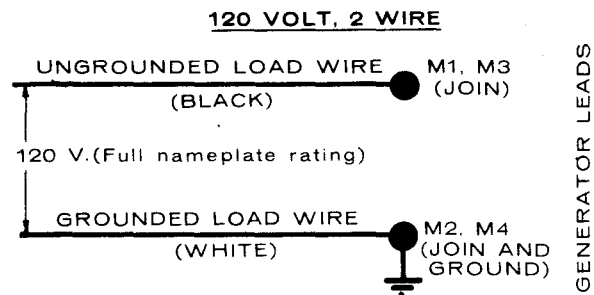 120 VOLT, 2 WIRE
UNGROUNDED LOAD WIRE
(BLACK)
M1, M3
(JOIN)
120 V.(Full nameplate rating)
GROUNDED LOAD WIRE
(WHITE)
M2, M4
(JOIN AND
GROUND)
GENERATOR LEADS